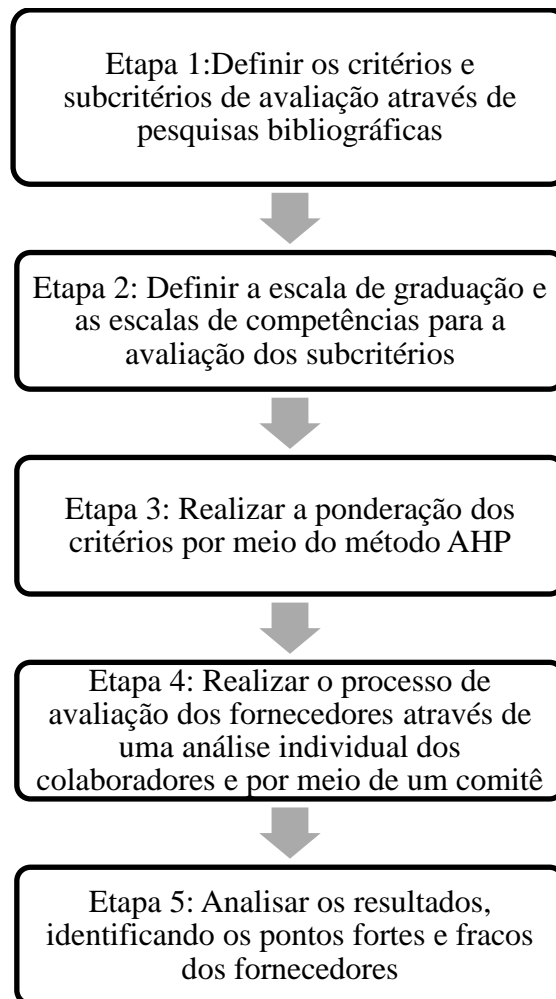 Etapa 1:Definir os critérios e
subcritérios de avaliação através de
pesquisas bibliográficas
Etapa 2: Definir a escala de graduação e
as escalas de competências para a
avaliação dos subcritérios
Etapa 3: Realizar a ponderação dos
critérios por meio do método AHP
Etapa 4: Realizar o processo de
avaliação dos fornecedores através de
uma análise individual dos
colaboradores e por meio de um comitê
Etapa 5: Analisar os resultados,
identificando os pontos fortes e fracos
dos fornecedores